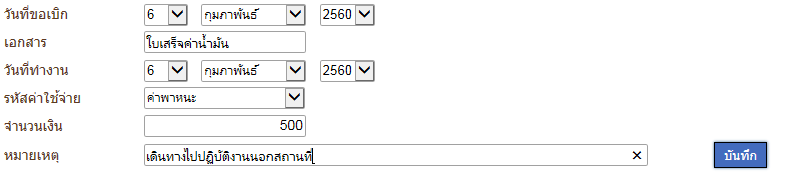 วันที่ขอเบิก 6 กุมภาพันธ์ 2560
เอกสาร ใบเสร็จค่าน้ำมัน
วันที่ทำงาน 6 กุมภาพันธ์ 2560
รหัสค่าใช้จ่าย ค่าพาหนะ
จำนวนเงิน 500
หมายเหตุ เดินทางไปปฏิบัติงานนอกสถานที่ × บันทึก